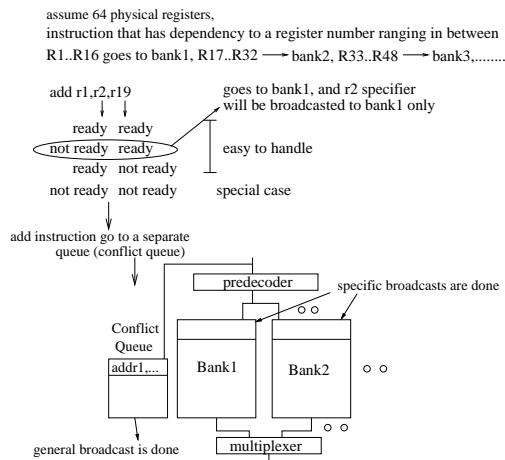 assume 64 physical registers,
instruction that has dependency to a register number ranging in between
R1..R16 goes to bank1, R17..R32 bank2, R33..R48 bank3,........
add r1,r2,r19
goes to bank1, and r2 specifier
will be broadcasted to bank1 only
ready ready
not ready ready
easy to handle
ready not ready
not ready not ready
special case
add instruction go to a separate
queue (conflict queue)
predecoder
specific broadcasts are done
Conflict
Queue
addr1,...
Bank1
Bank2
general broadcast is done
multiplexer